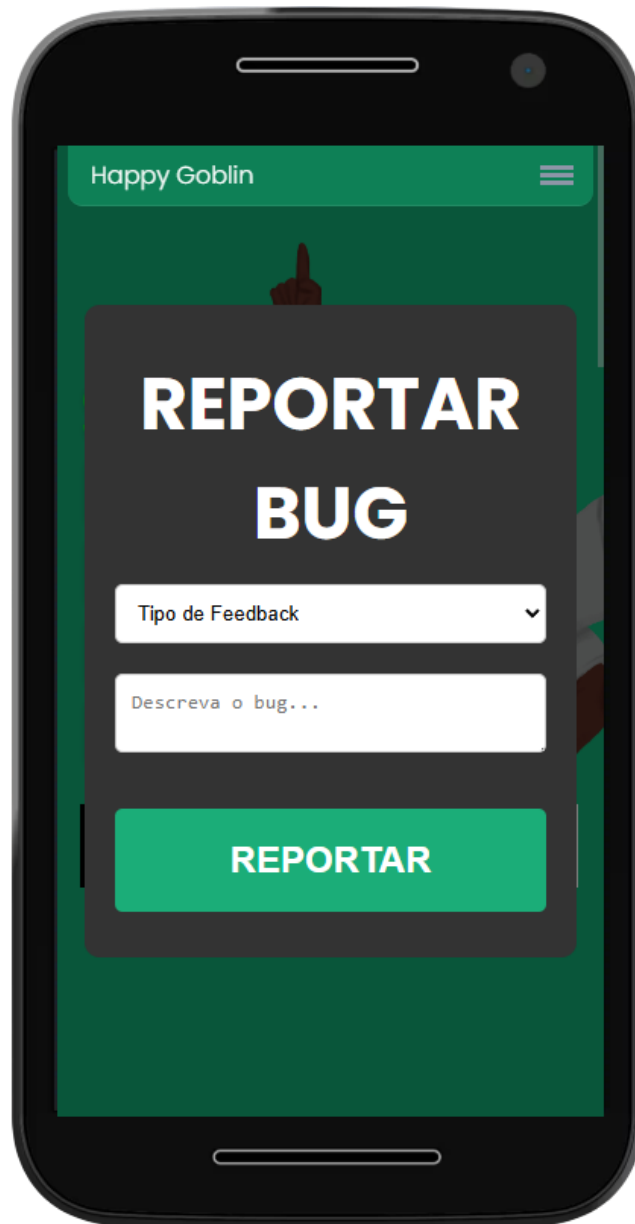 Happy Goblin
REPORTAR
BUG
Tipo de Feedback
Descreva o bug...
REPORTAR